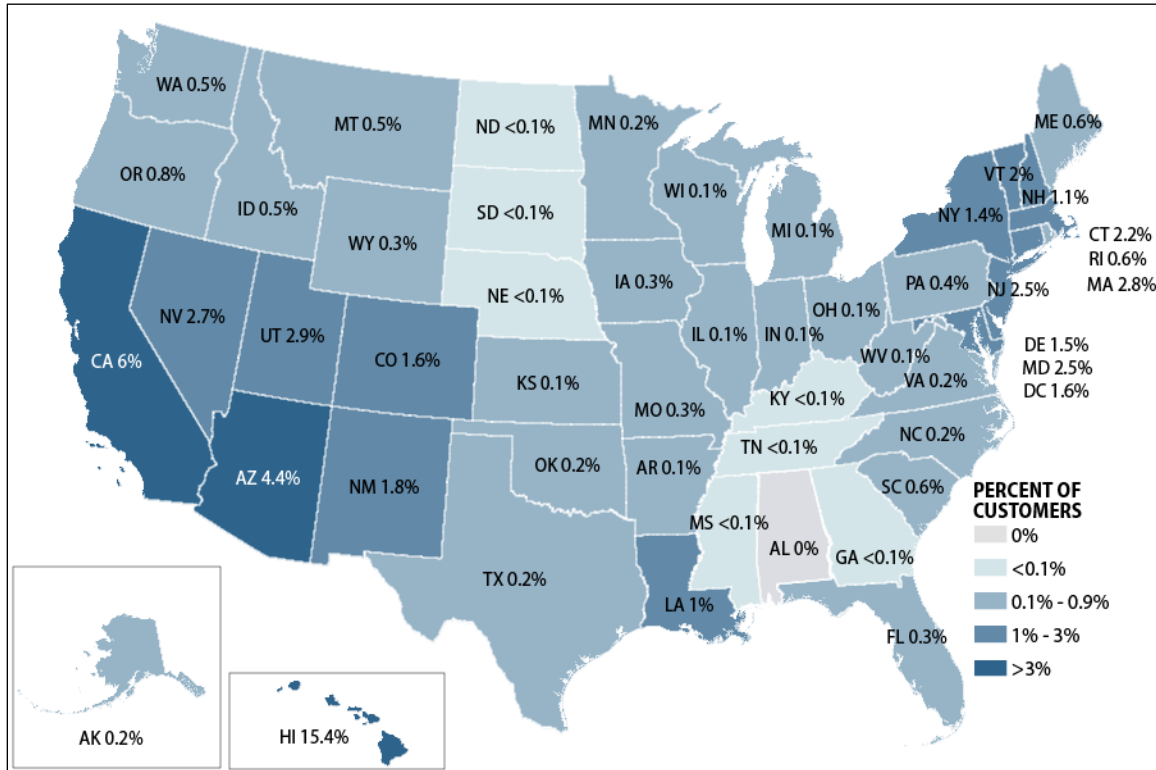 WA 0.5%
MT 0.5%
ND <0.1%
MN 0.2%
ME 0.6%
OR 0.8%
ID 0.5%
WY 0.3%
SD <0.1%
WI 0.1%
MI 0.1%
VT 2%
NH 1.1%
NY 1.4%
CT 2.2%
RI 0.6%
MA 2.8%
NE <0.1%
IA 0.3%
PA 0.4%
NJ 2.5%
NV 2.7%
UT 2.9%
CO 1.6%
IL 0.1%
IN 0.1%
OH 0.1%
CA 6%
KS 0.1%
MO 0.3%
KY <0.1%
WV 0.1%
VA 0.2%
DE 1.5%
MD 2.5%
DC 1.6%
AZ 4.4%
NM 1.8%
OK 0.2%
AR 0.1%
TN <0.1%
NC 0.2%
SC 0.6%
MS <0.1%
AL 0%
GA <0.1%
TX 0.2%
LA 1%
FL 0.3%
AK 0.2%
HI 15.4%
PERCENT OF
CUSTOMERS
0%
<0.1%
0.1% - 0.9%
1% - 3%
>3%